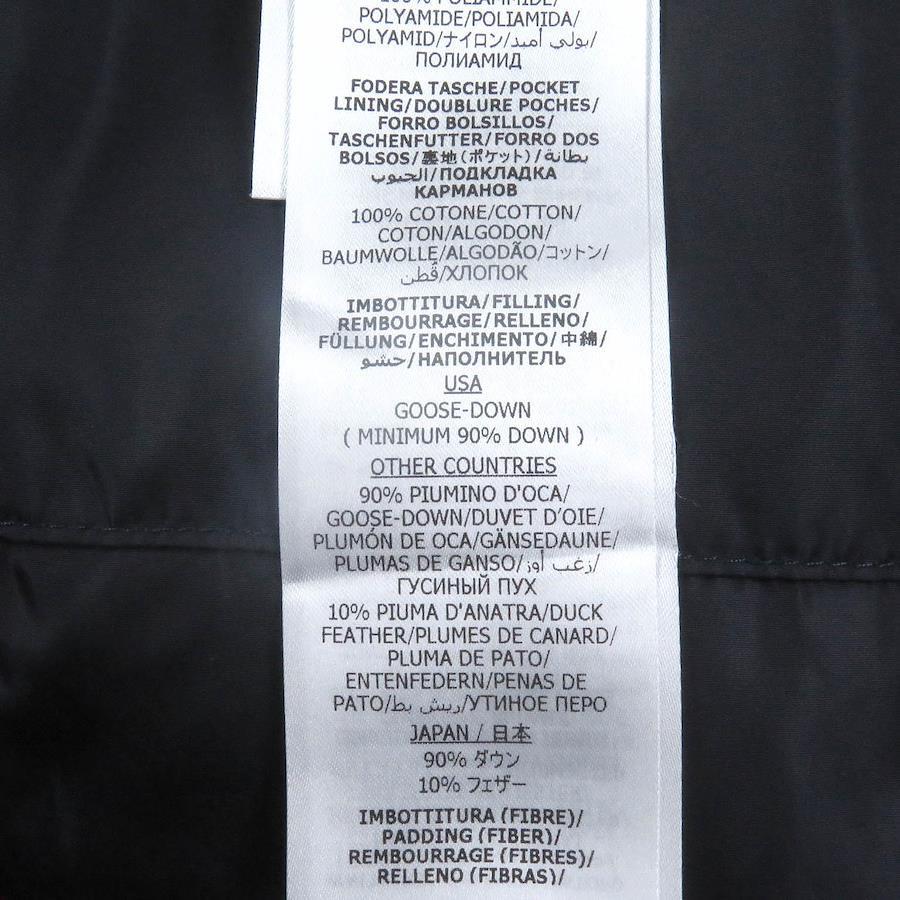 100% POLIAMMIDE/
POLYAMIDE/POLIAMIDA/
POLYAMID/ナイロン/بولي أميد/
ПОЛИАМИД
FODERA TASCHE/POCKET
LINING/DOUBLURE POCHES/
FORRO BOLSILLOS/
TASCHENFUTTER/FORRO DOS
BOLSOS/裏地(ポケット)/بطانة
الجيوب/ПОДКЛАДКА
КАРМАНОВ
100% COTONE/COTTON/
COTON/ALGODON/
BAUMWOLLE/ALGODÃO/コットン/
قُطن/ХЛОПОК
IMBOTTITURA/FILLING/
REMBOURRAGE/RELLENO/
FÜLLUNG/ENCHIMENTO/中綿/
حشو/НАПОЛНИТЕЛЬ
USA
GOOSE-DOWN
( MINIMUM 90% DOWN )
OTHER COUNTRIES
90% PIUMINO D'OCA/
GOOSE-DOWN/DUVET D'OIE/
PLUMÓN DE OCA/GÄNSEDAUNE/
PLUMAS DE GANSO/زغب أوز/
ГУСИНЫЙ ПУХ
10% PIUMA D'ANATRA/DUCK
FEATHER/PLUMES DE CANARD/
PLUMA DE PATO/
ENTENFEDERN/PENAS DE
PATO/ريش بط/УТИНОЕ ПЕРО
JAPAN / 日本
90% ダウン
10% フェザー
IMBOTTITURA (FIBRE)/
PADDING (FIBER)/
REMBOURRAGE (FIBRES)/
RELLENO (FIBRAS)/